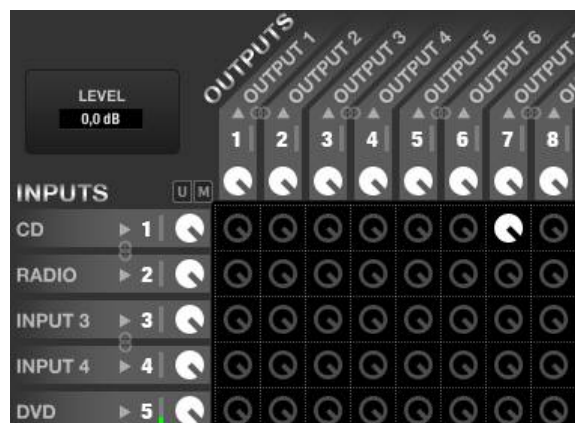 OUTPUTS
OUTPUT 1
OUTPUT 2
OUTPUT 3
OUTPUT 4
OUTPUT 5
OUTPUT 6
LEVEL
0,0 dB
1 2 3 4 5 6 7 8
INPUTS U M
CD 1
RADIO 2
INPUT 3 3
INPUT 4 4
DVD 5